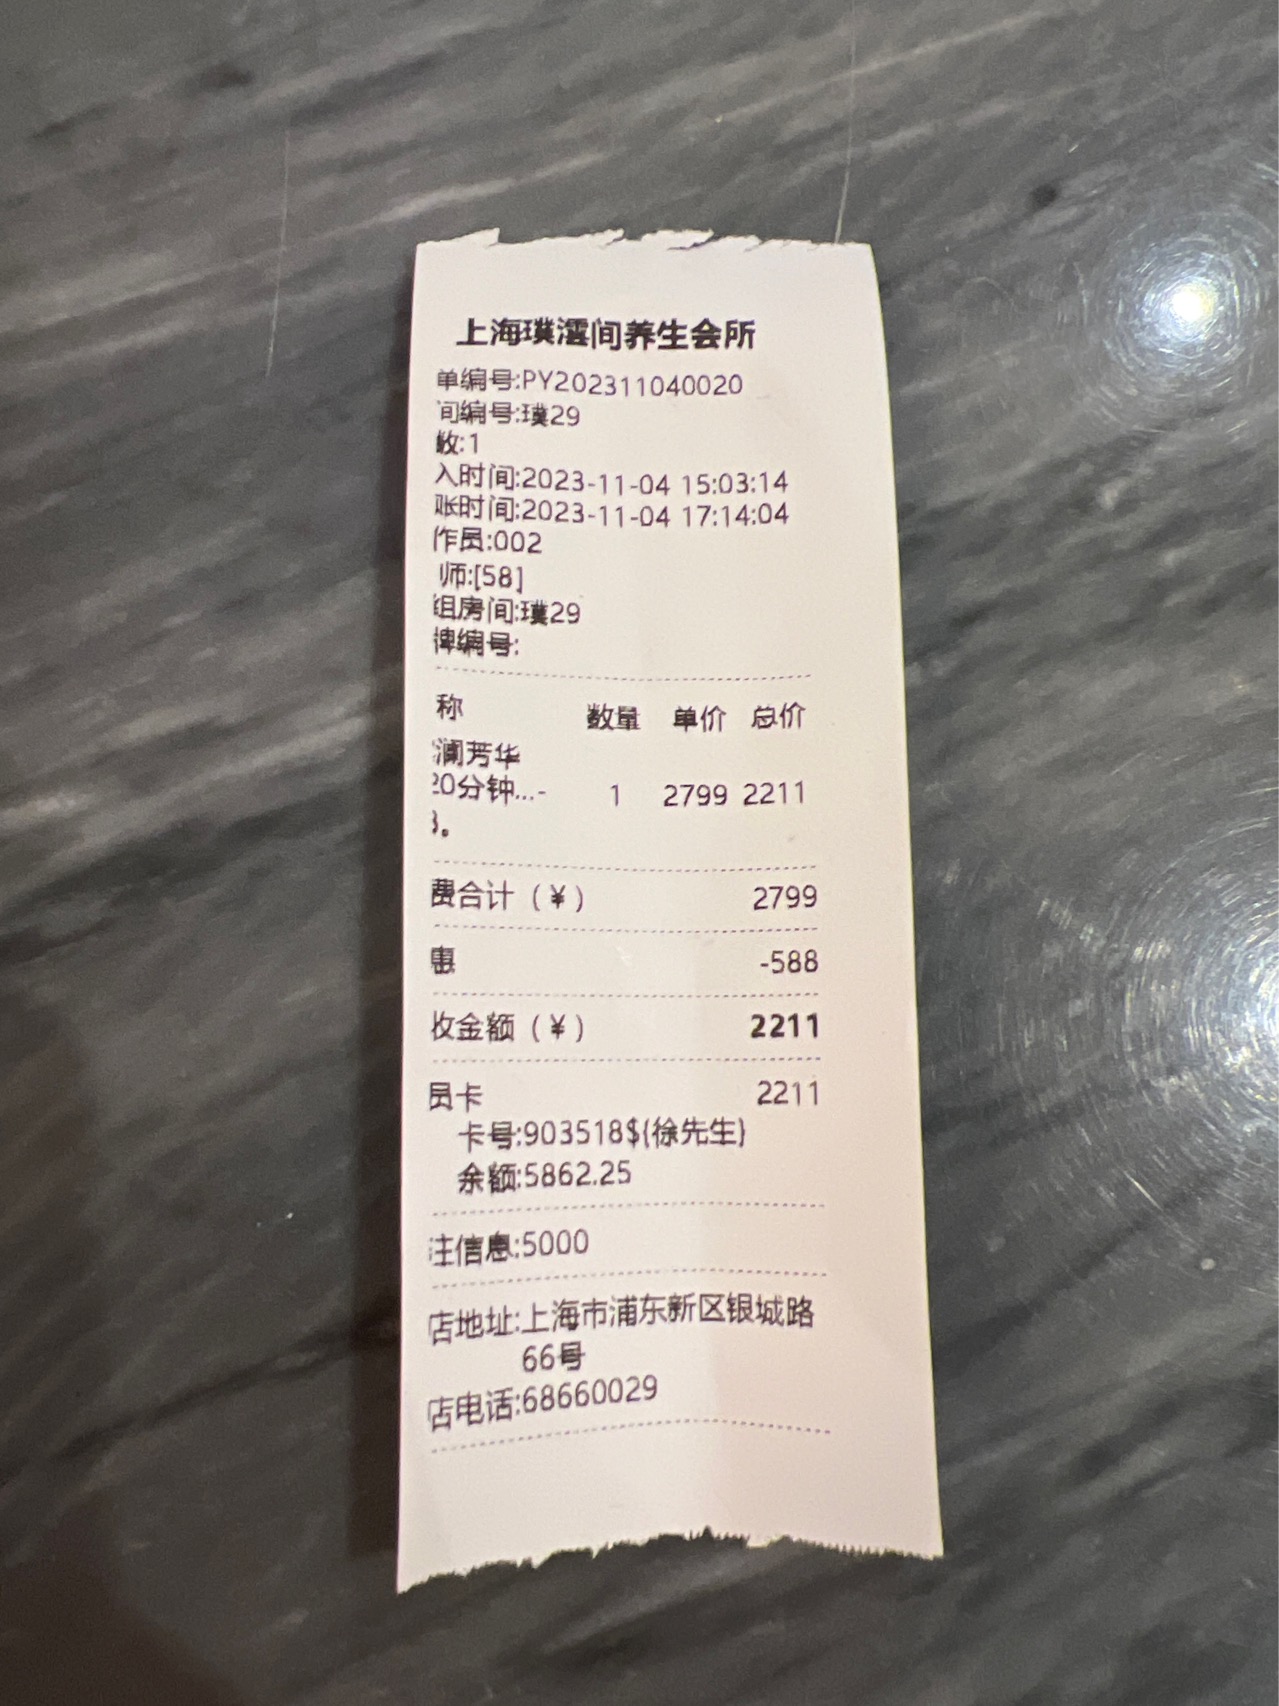 上海璞澐间养生会所
单编号:PY202311040020
间编号:璞29
数:1
入时间:2023-11-04 15:03:14
账时间:2023-11-04 17:14:04
作员:002
师:[58]
组房间:璞29
牌编号:
称 数量 单价 总价
澜芳华
20分钟...- 1 2799 2211
费合计（¥） 2799
惠 -588
收金额（¥） 2211
员卡 2211
卡号:903518$(徐先生)
余额:5862.25
注信息:5000
店地址:上海市浦东新区银城路
66号
店电话:68660029